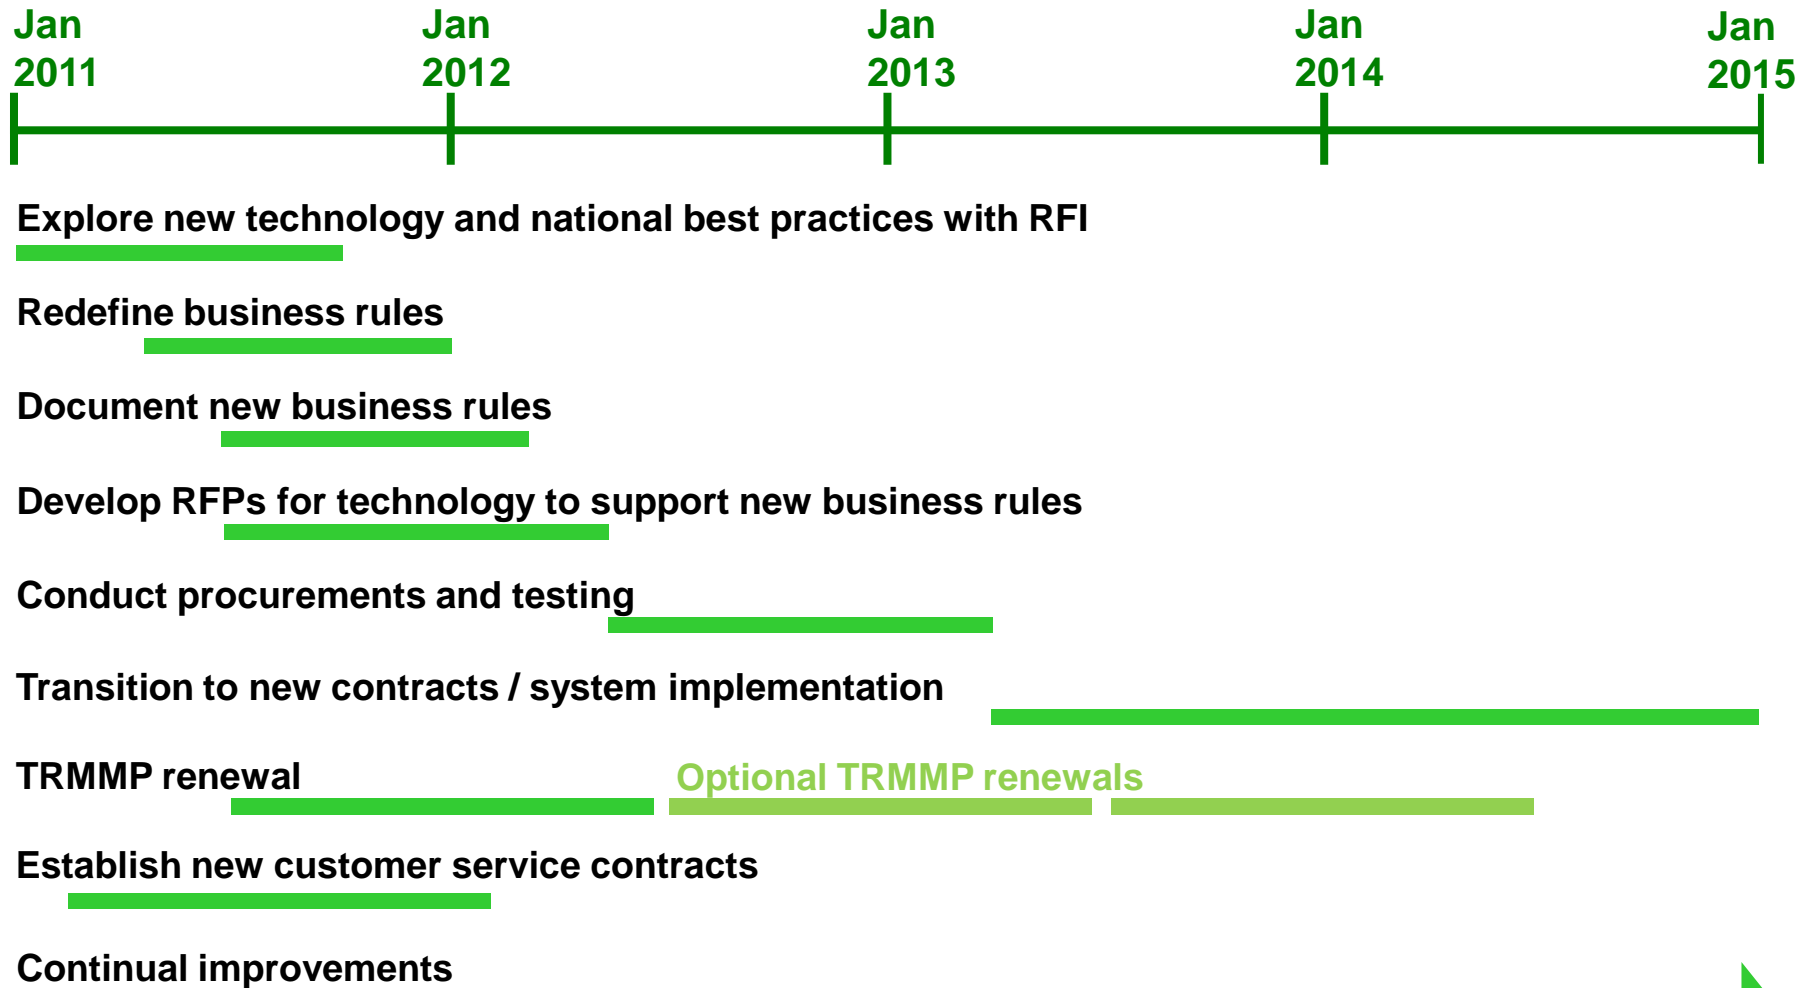 Jan
2011
Jan
2012
Jan
2013
Jan
2014
Jan
2015
Explore new technology and national best practices with RFI
Redefine business rules
Document new business rules
Develop RFPs for technology to support new business rules
Conduct procurements and testing
Transition to new contracts / system implementation
TRMMP renewal
Optional TRMMP renewals
Establish new customer service contracts
Continual improvements